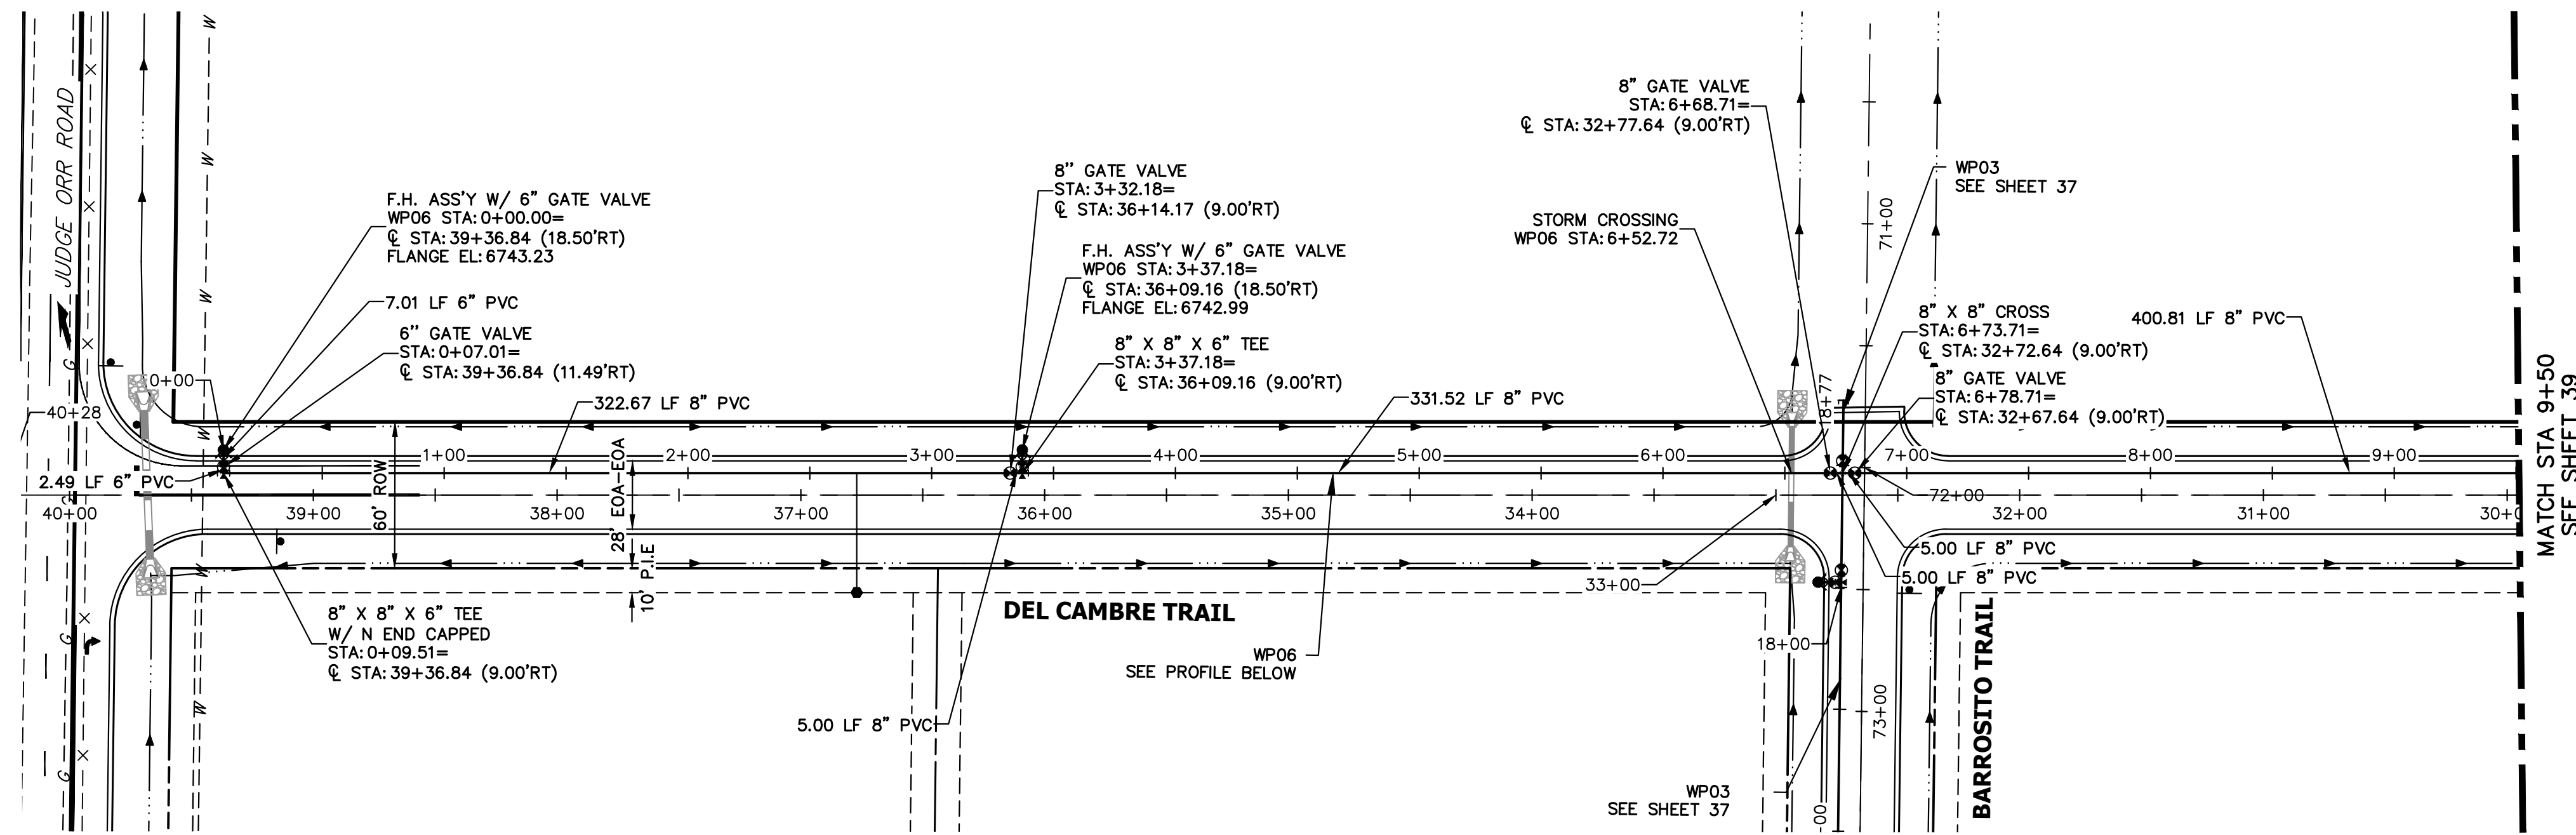 JUDGE ORR ROAD
F.H. ASS'Y W/ 6" GATE VALVE
WP06 STA: 0+00.00=
℄ STA: 39+36.84 (18.50'RT)
FLANGE EL: 6743.23
7.01 LF 6" PVC
6'' GATE VALVE
STA: 0+07.01=
℄ STA: 39+36.84 (11.49'RT)
0+00
40+28
322.67 LF 8" PVC
8'' GATE VALVE
STA: 3+32.18=
℄ STA: 36+14.17 (9.00'RT)
F.H. ASS'Y W/ 6" GATE VALVE
WP06 STA: 3+37.18=
℄ STA: 36+09.16 (18.50'RT)
FLANGE EL: 6742.99
8" X 8" X 6" TEE
STA: 3+37.18=
℄ STA: 36+09.16 (9.00'RT)
331.52 LF 8" PVC
8" GATE VALVE
STA: 6+68.71=
℄ STA: 32+77.64 (9.00'RT)
STORM CROSSING
WP06 STA: 6+52.72
WP03
SEE SHEET 37
71+00
8" X 8" CROSS
STA: 6+73.71=
℄ STA: 32+72.64 (9.00'RT)
400.81 LF 8" PVC
8" GATE VALVE
STA: 6+78.71=
℄ STA: 32+67.64 (9.00'RT)
18+77
MATCH STA 9+50
SEE SHEET 39
1+00
2+00
3+00
4+00
5+00
6+00
7+00
8+00
9+00
2.49 LF 6" PVC
60' ROW
28' EOA-EOA
10' P.I.E
72+00
40+00
39+00
38+00
37+00
36+00
35+00
34+00
32+00
31+00
30+0
33+00
5.00 LF 8" PVC
5.00 LF 8" PVC
8" X 8" X 6" TEE
W/ N END CAPPED
STA: 0+09.51=
℄ STA: 39+36.84 (9.00'RT)
DEL CAMBRE TRAIL
WP06
SEE PROFILE BELOW
5.00 LF 8" PVC
18+00
BARROSITO TRAIL
73+00
WP03
SEE SHEET 37
-00
W
W
W
W
W
W
W
G
G
G